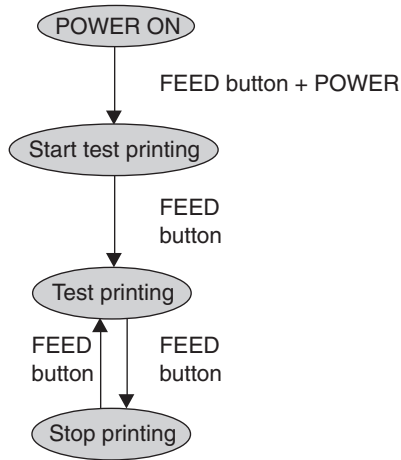 POWER ON
FEED button + POWER
Start test printing
FEED
button
Test printing
FEED
button
FEED
button
Stop printing